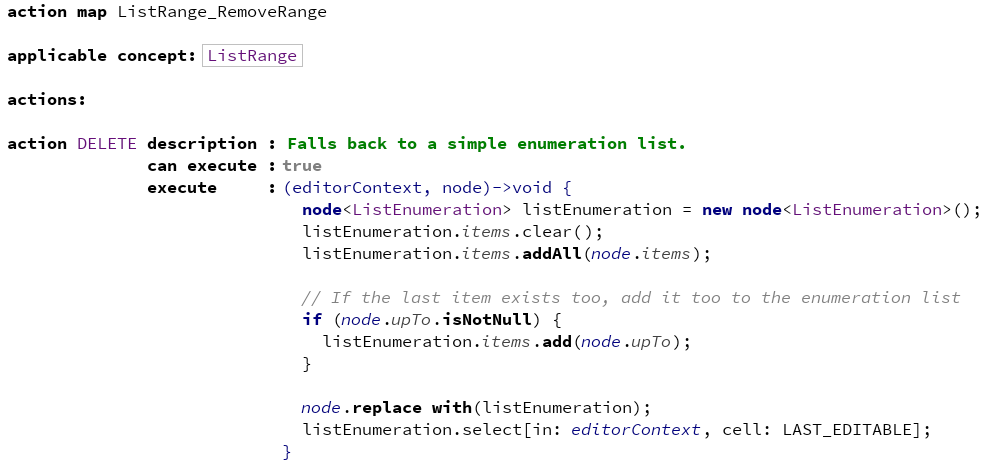 action map ListRange_RemoveRange
applicable concept: ListRange
actions:
action DELETE description : Falls back to a simple enumeration list.
can execute : true
execute : (editorContext, node)->void {
node<ListEnumeration> listEnumeration = new node<ListEnumeration>();
listEnumeration.items.clear();
listEnumeration.items.addAll(node.items);
// If the last item exists too, add it too to the enumeration list
if (node.upTo.isNotNull) {
listEnumeration.items.add(node.upTo);
}
node.replace with(listEnumeration);
listEnumeration.select[in: editorContext, cell: LAST_EDITABLE];
}